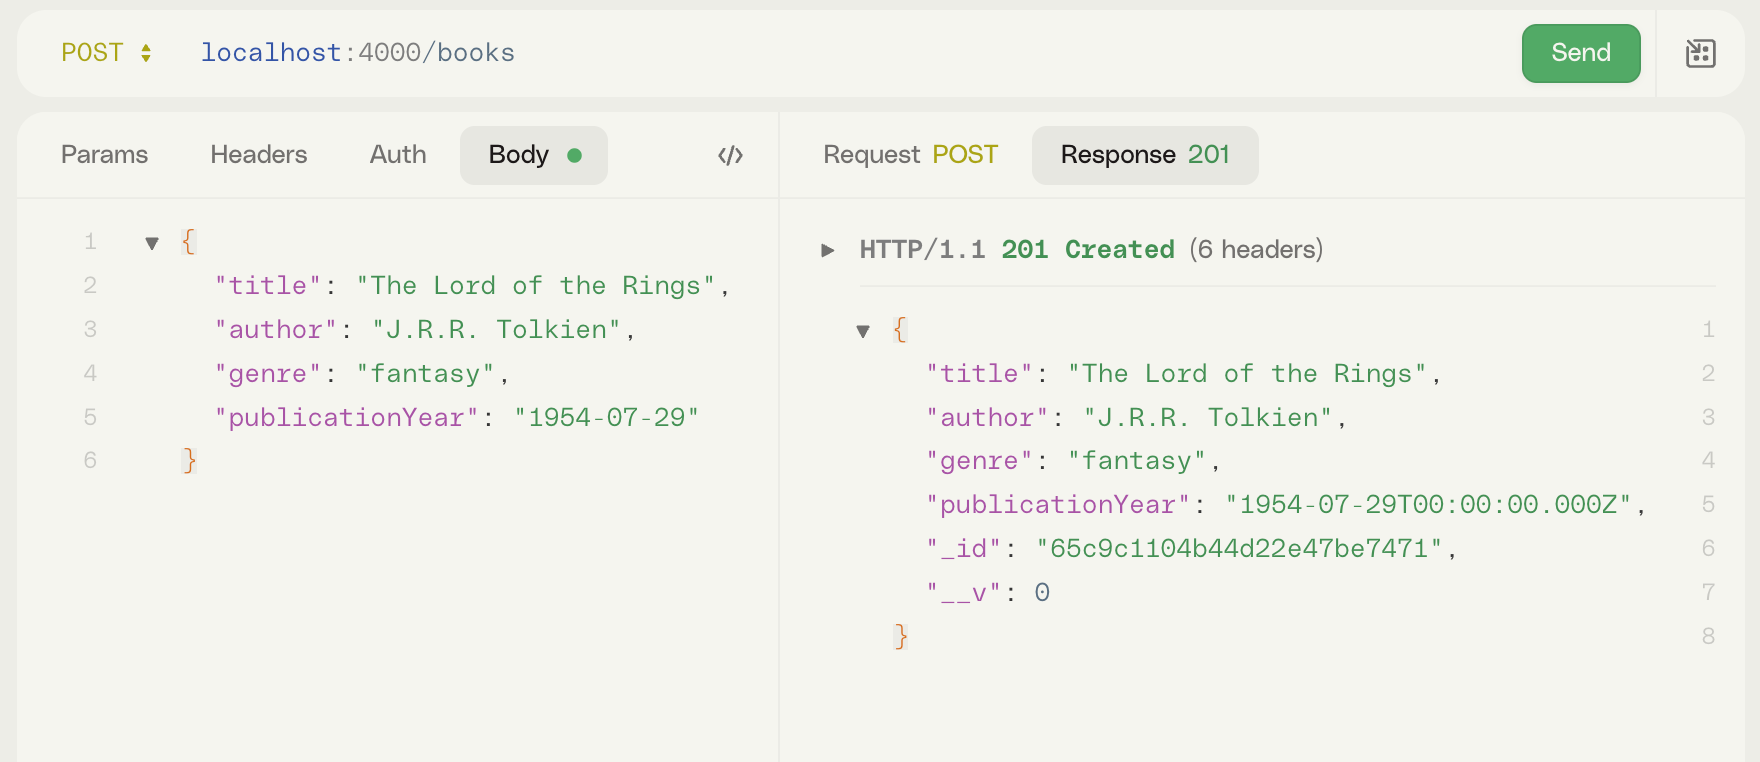 POST localhost:4000/books Send
Params Headers Auth Body </>
1 {
2 "title": "The Lord of the Rings",
3 "author": "J.R.R. Tolkien",
4 "genre": "fantasy",
5 "publicationYear": "1954-07-29"
6 }
Request POST Response 201
HTTP/1.1 201 Created (6 headers)
{ 1
"title": "The Lord of the Rings", 2
"author": "J.R.R. Tolkien", 3
"genre": "fantasy", 4
"publicationYear": "1954-07-29T00:00:00.000Z", 5
"_id": "65c9c1104b44d22e47be7471", 6
"__v": 0 7
} 8